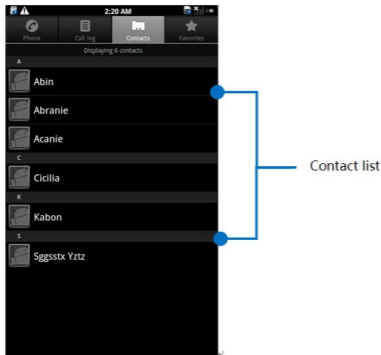 2:20 AM
Phone
Call log
Contacts
Favorites
Displaying 6 contacts
A
Abin
Abranie
Acanie
C
Cicilia
K
Kabon
S
Sggsstx Yztz
Contact list